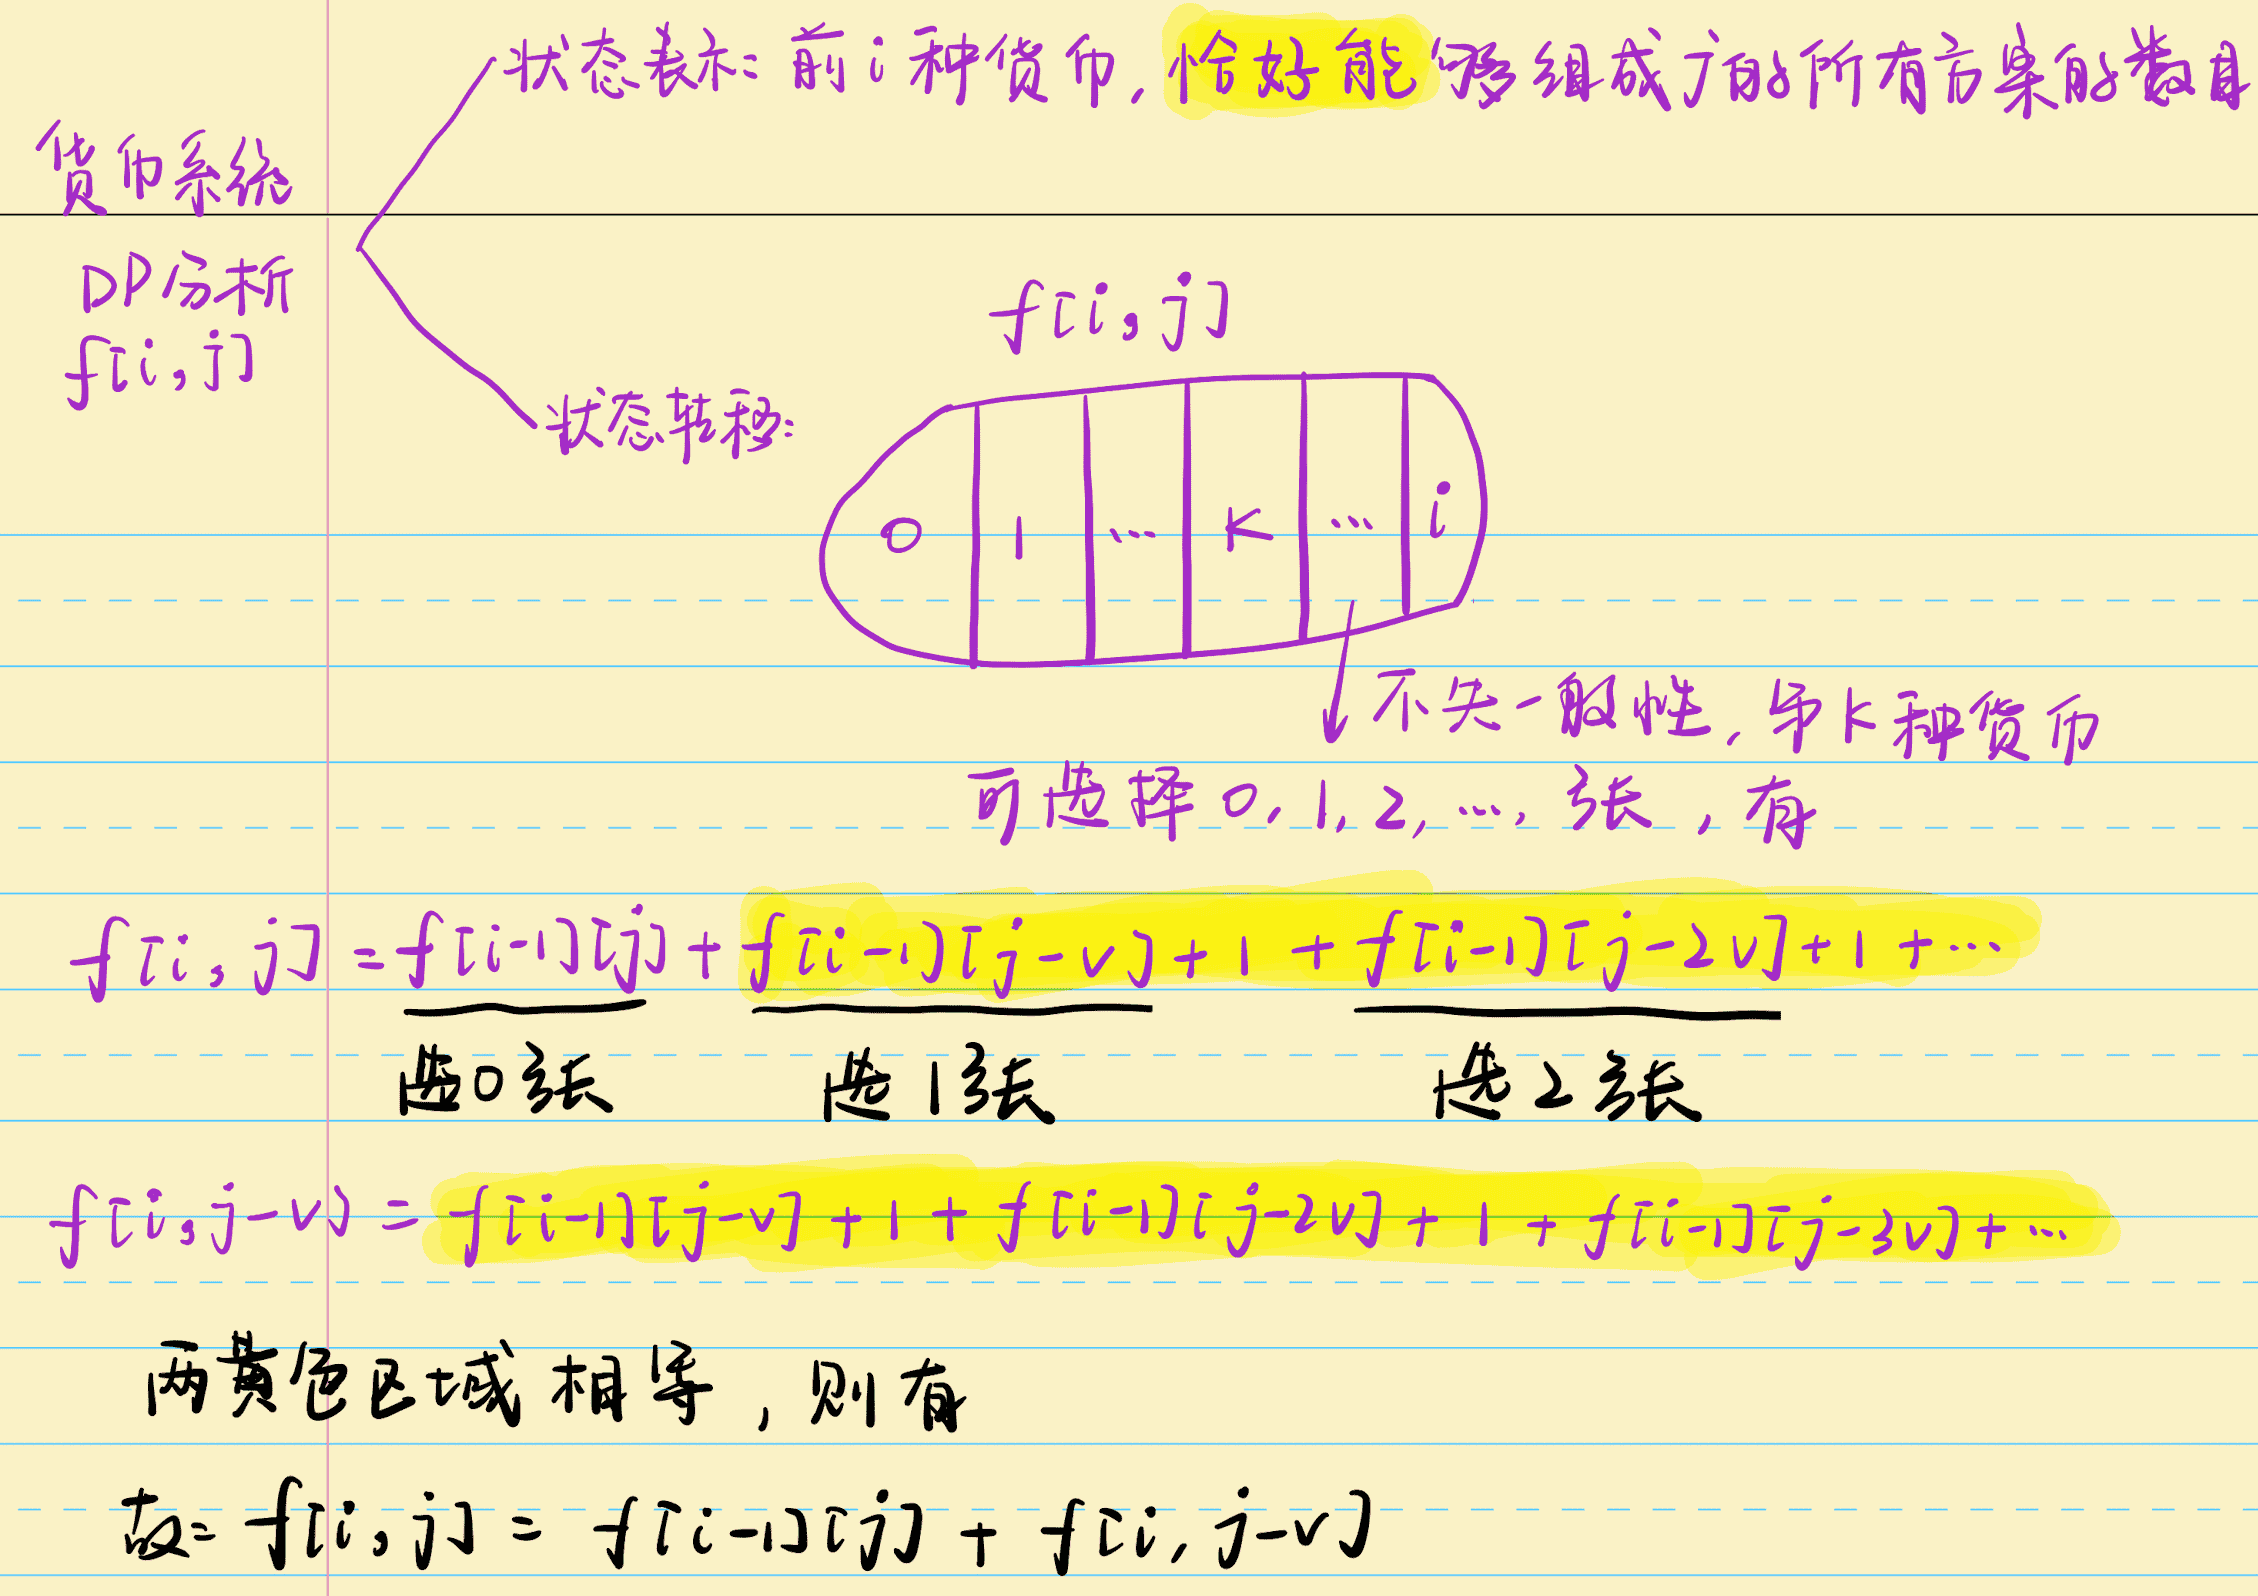 状态表示：前i种货币，恰好能够组成j的所有方案的数目
货币系统
DP分析
f[i,j]
f[i,j]
状态转移：
0 1 … K … i
不失一般性，第k种货币
可选择0,1,2,…,张，有
f[i,j]=f[i-1][j]+f[i-1][j-v]+1+f[i-1][j-2v]+1+…
选0张 选1张 选2张
f[i,j-v]=f[i-1][j-v]+1+f[i-1][j-2v]+1+f[i-1][j-3v]+…
两黄色区域相等，则有
故：f[i,j]=f[i-1][j]+f[i,j-v]